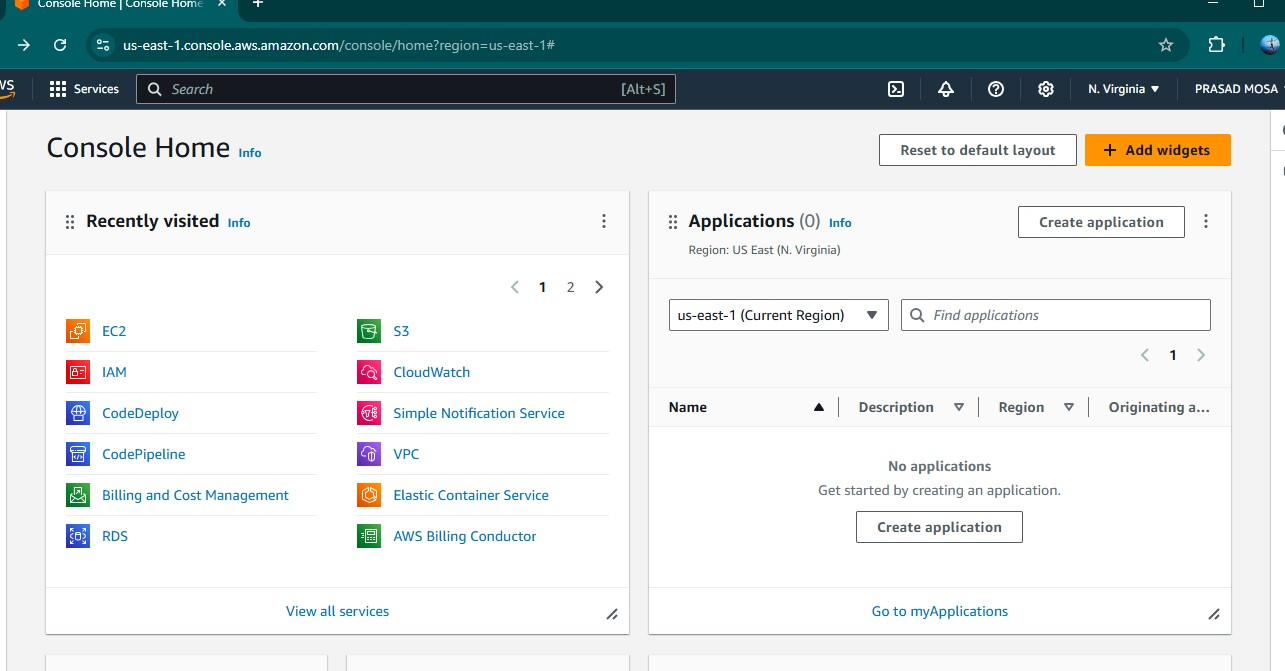 Console Home | Console Home
us-east-1.console.aws.amazon.com/console/home?region=us-east-1#
Services
Search
[Alt+S]
N. Virginia
PRASAD MOSA
Console Home Info
Reset to default layout
+ Add widgets
Recently visited Info
1 2
EC2
IAM
CodeDeploy
CodePipeline
Billing and Cost Management
RDS
S3
CloudWatch
Simple Notification Service
VPC
Elastic Container Service
AWS Billing Conductor
View all services
Applications (0) Info
Region: US East (N. Virginia)
Create application
us-east-1 (Current Region)
Find applications
1
Name
Description
Region
Originating a...
No applications
Get started by creating an application.
Create application
Go to myApplications